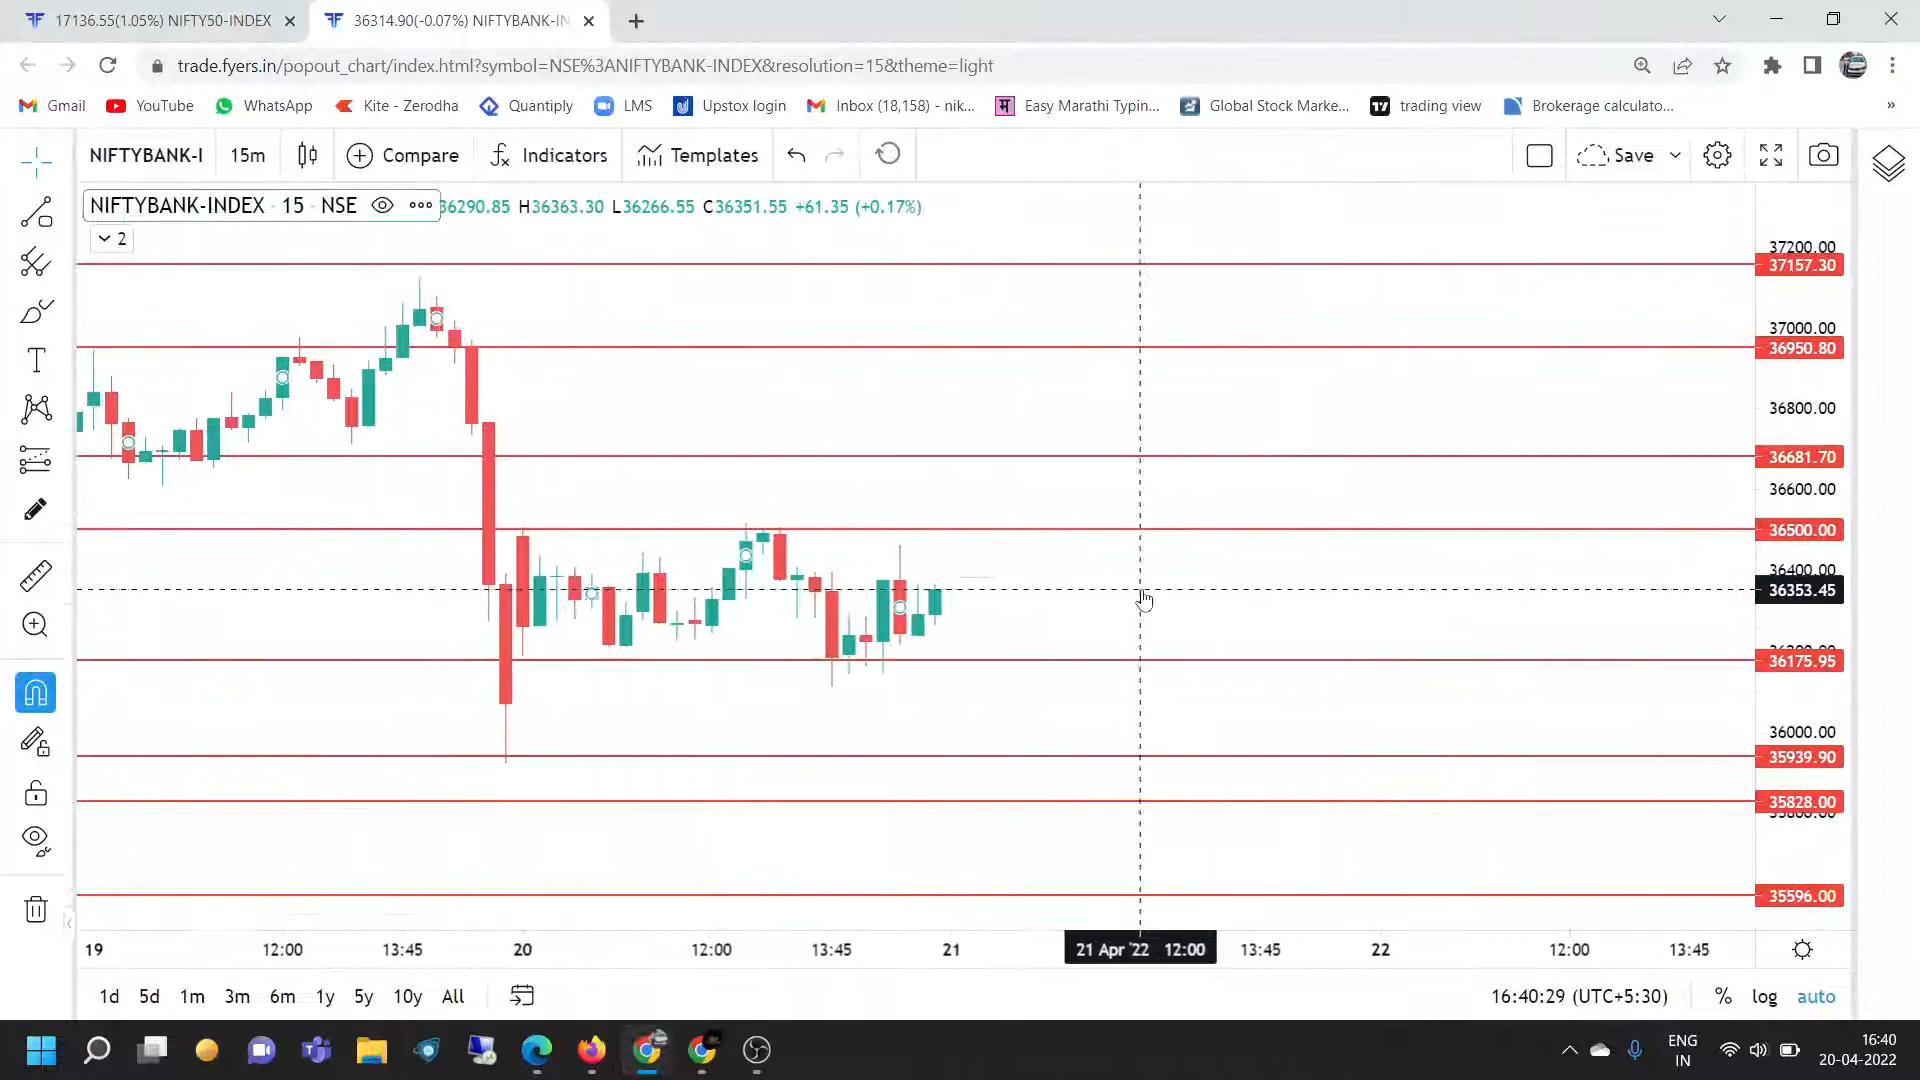 17136.55(1.05%) NIFTY50-INDEX
36314.90(-0.07%) NIFTYBANK-IN
trade.fyers.in/popout_chart/index.html?symbol=NSE%3ANIFTYBANK-INDEX&resolution=15&theme=light
Gmail YouTube WhatsApp Kite - Zerodha Quantiply LMS Upstox login Inbox (18,158) - nik... Easy Marathi Typin... Global Stock Marke... trading view Brokerage calculato... »
NIFTYBANK-I 15m Compare Indicators Templates Save
NIFTYBANK-INDEX · 15 · NSE 36290.85 H36363.30 L36266.55 C36351.55 +61.35 (+0.17%)
2
37200.00
37157.30
37000.00
36950.80
36800.00
36681.70
36600.00
36500.00
36400.00
36353.45
36175.95
36000.00
35939.90
35828.00
35596.00
19 12:00 13:45 20 12:00 13:45 21 21 Apr '22 12:00 13:45 22 12:00 13:45
1d 5d 1m 3m 6m 1y 5y 10y All 16:40:29 (UTC+5:30) % log auto
ENG
IN
16:40
20-04-2022